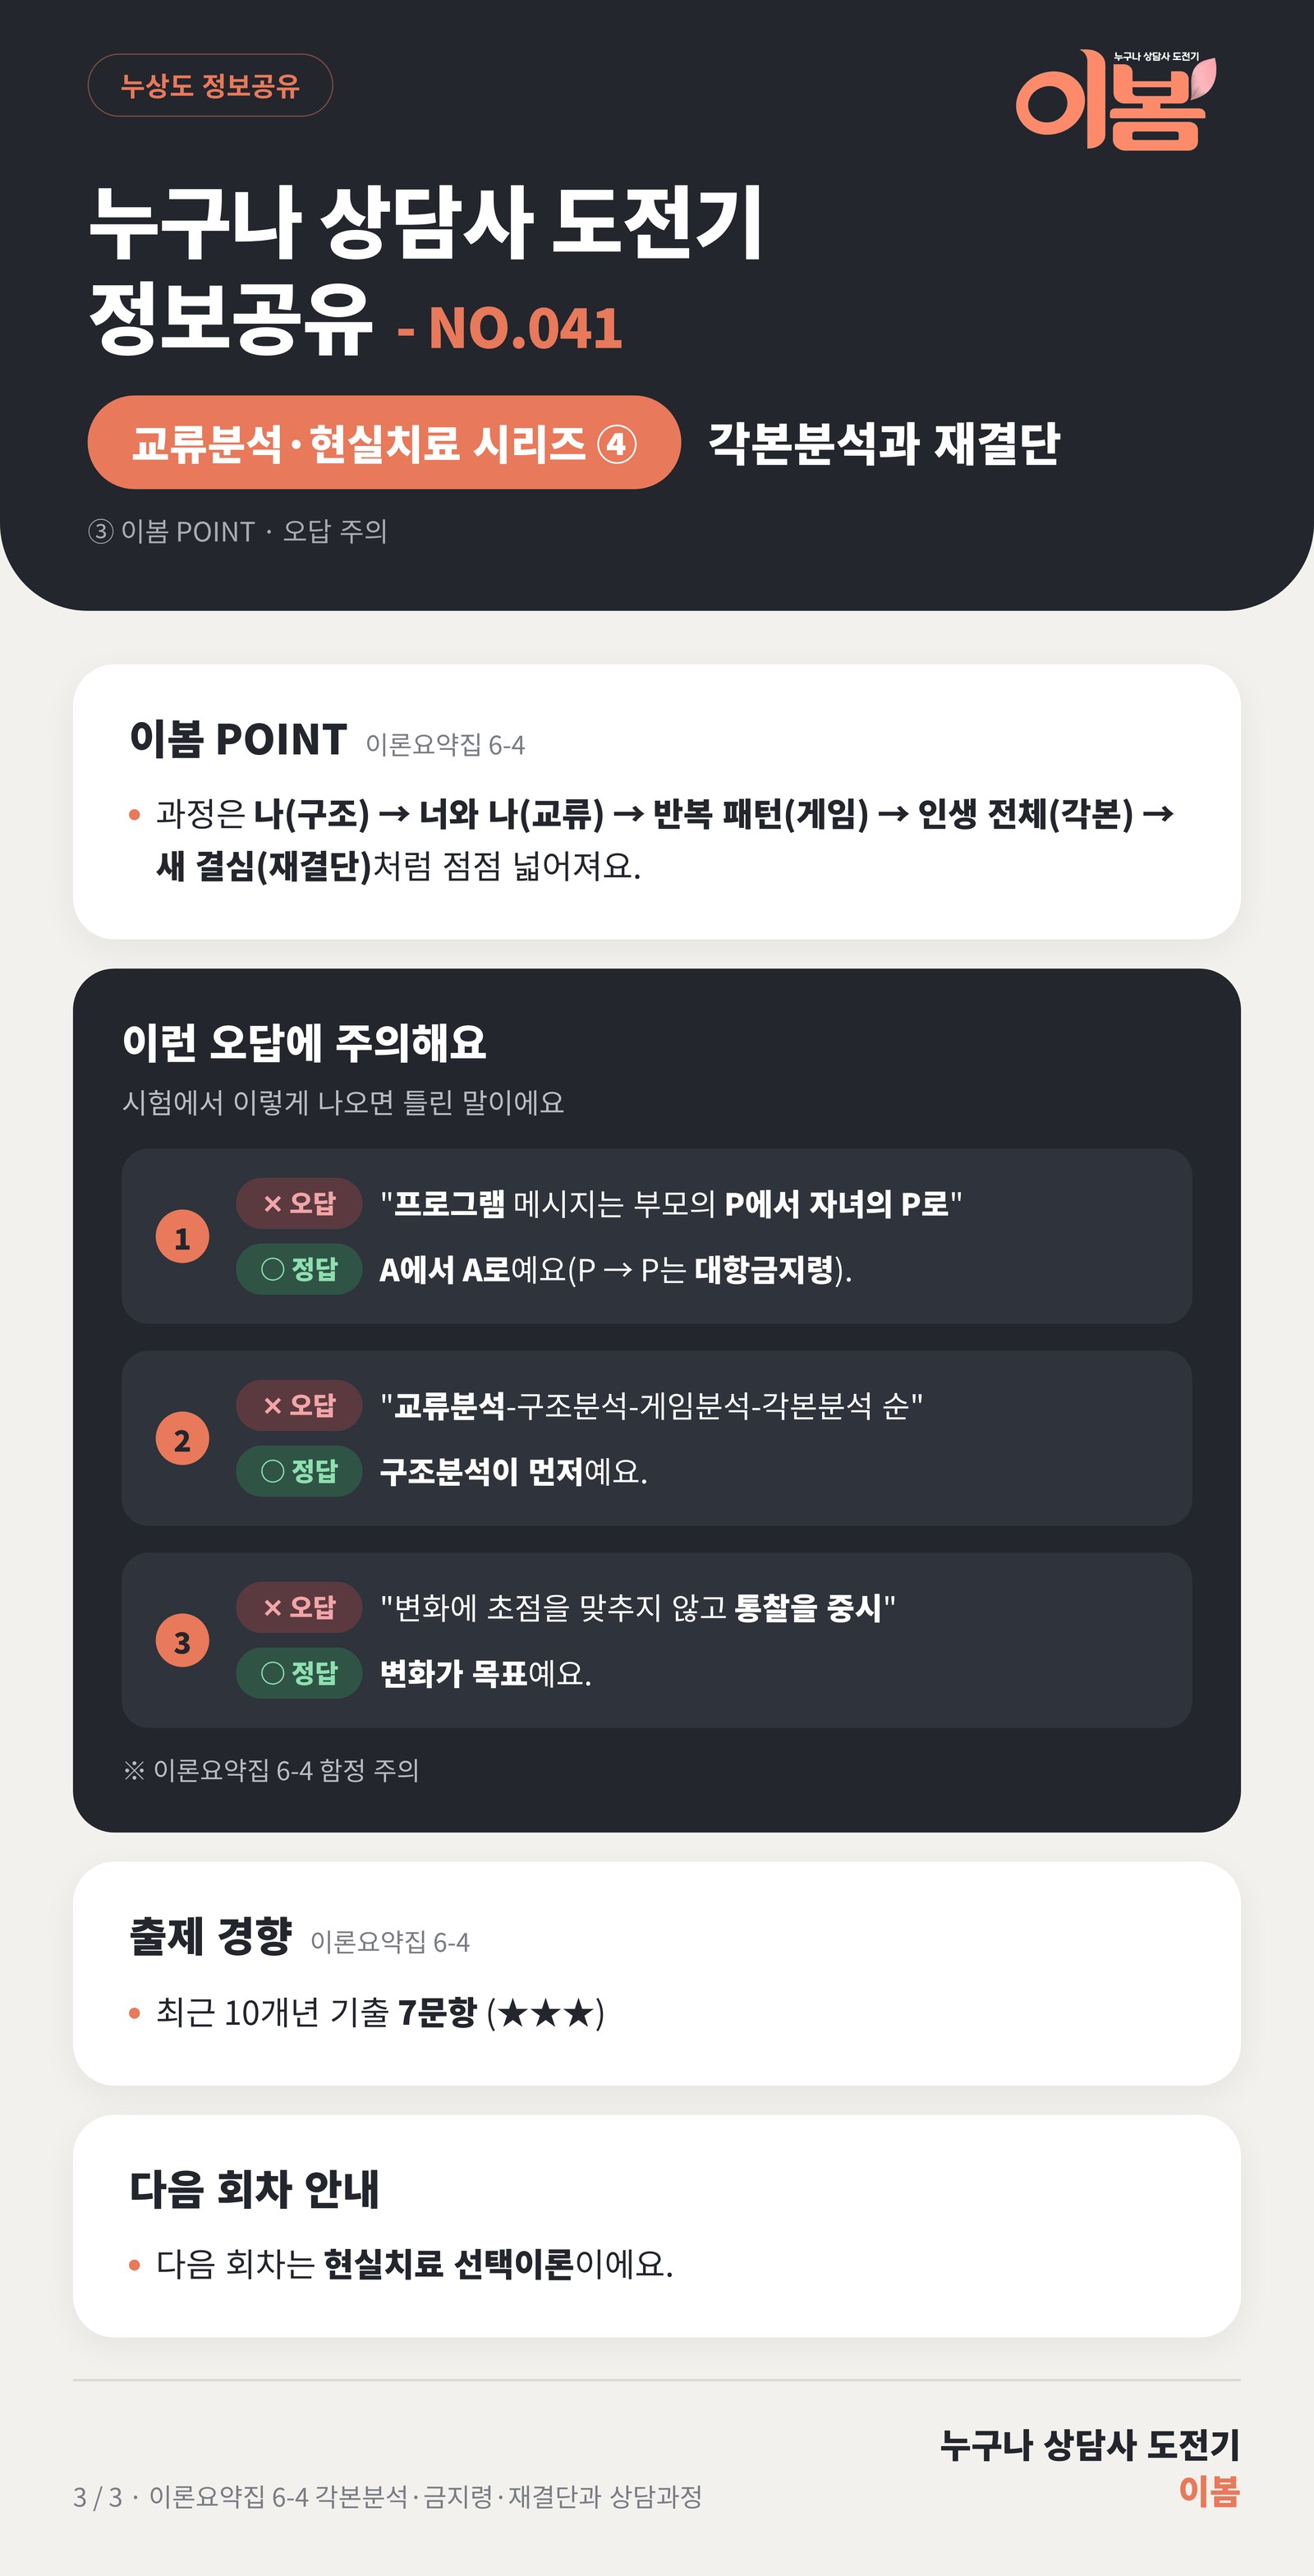 누상도 정보공유
누구나 상담사 도전기
이봄
누구나 상담사 도전기
정보공유 - NO.041
교류분석·현실치료 시리즈 ④ 각본분석과 재결단
③ 이봄 POINT · 오답 주의
이봄 POINT 이론요약집 6-4
• 과정은 나(구조) → 너와 나(교류) → 반복 패턴(게임) → 인생 전체(각본) →
새 결심(재결단)처럼 점점 넓어져요.
이런 오답에 주의해요
시험에서 이렇게 나오면 틀린 말이에요
1
✕ 오답 "프로그램 메시지는 부모의 P에서 자녀의 P로"
○ 정답 A에서 A로예요(P → P는 대항금지령).
2
✕ 오답 "교류분석-구조분석-게임분석-각본분석 순"
○ 정답 구조분석이 먼저예요.
3
✕ 오답 "변화에 초점을 맞추지 않고 통찰을 중시"
○ 정답 변화가 목표예요.
※ 이론요약집 6-4 함정 주의
출제 경향 이론요약집 6-4
• 최근 10개년 기출 7문항 (★★★)
다음 회차 안내
• 다음 회차는 현실치료 선택이론이에요.
누구나 상담사 도전기
이봄
3 / 3 · 이론요약집 6-4 각본분석·금지령·재결단과 상담과정